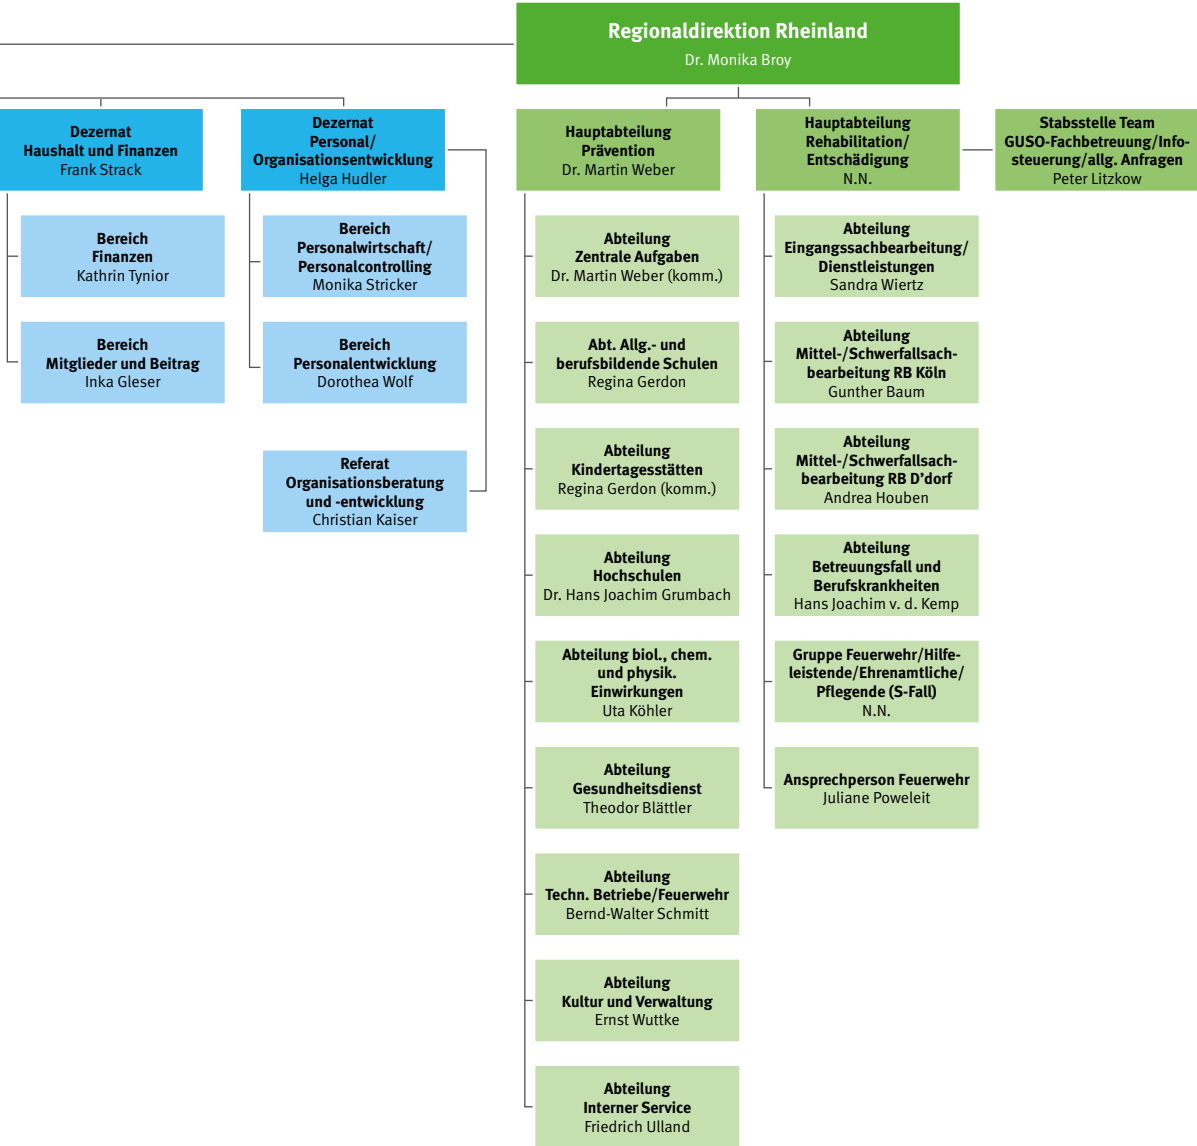 Regionaldirektion Rheinland
Dr. Monika Broy
Dezernat
Haushalt und Finanzen
Frank Strack
Bereich
Finanzen
Kathrin Tynior
Bereich
Mitglieder und Beitrag
Inka Gleser
Dezernat
Personal/
Organisationsentwicklung
Helga Hudler
Bereich
Personalwirtschaft/
Personalcontrolling
Monika Stricker
Bereich
Personalentwicklung
Dorothea Wolf
Referat
Organisationsberatung
und -entwicklung
Christian Kaiser
Hauptabteilung
Prävention
Dr. Martin Weber
Abteilung
Zentrale Aufgaben
Dr. Martin Weber (komm.)
Abt. Allg.- und
berufsbildende Schulen
Regina Gerdon
Abteilung
Kindertagesstätten
Regina Gerdon (komm.)
Abteilung
Hochschulen
Dr. Hans Joachim Grumbach
Abteilung biol., chem.
und physik.
Einwirkungen
Uta Köhler
Abteilung
Gesundheitsdienst
Theodor Blättler
Abteilung
Techn. Betriebe/Feuerwehr
Bernd-Walter Schmitt
Abteilung
Kultur und Verwaltung
Ernst Wuttke
Abteilung
Interner Service
Friedrich Ulland
Hauptabteilung
Rehabilitation/
Entschädigung
N.N.
Abteilung
Eingangssachbearbeitung/
Dienstleistungen
Sandra Wiertz
Abteilung
Mittel-/Schwerfallsach-
bearbeitung RB Köln
Gunther Baum
Abteilung
Mittel-/Schwerfallsach-
bearbeitung RB D’dorf
Andrea Houben
Abteilung
Betreuungsfall und
Berufskrankheiten
Hans Joachim v. d. Kemp
Gruppe Feuerwehr/Hilfe-
leistende/Ehrenamtliche/
Pflegende (S-Fall)
N.N.
Ansprechperson Feuerwehr
Juliane Poweleit
Stabsstelle Team
GUSO-Fachbetreuung/Info-
steuerung/allg. Anfragen
Peter Litzkow